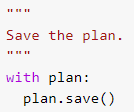 """
Save the plan.
"""
with plan:
  plan.save()